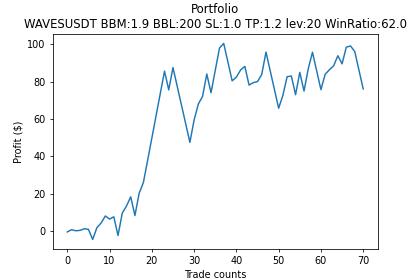 Portfolio
WAVESUSDT BBM:1.9 BBL:200 SL:1.0 TP:1.2 lev:20 WinRatio:62.0
100
80
60
40
20
0
Profit ($)
0 10 20 30 40 50 60 70
Trade counts